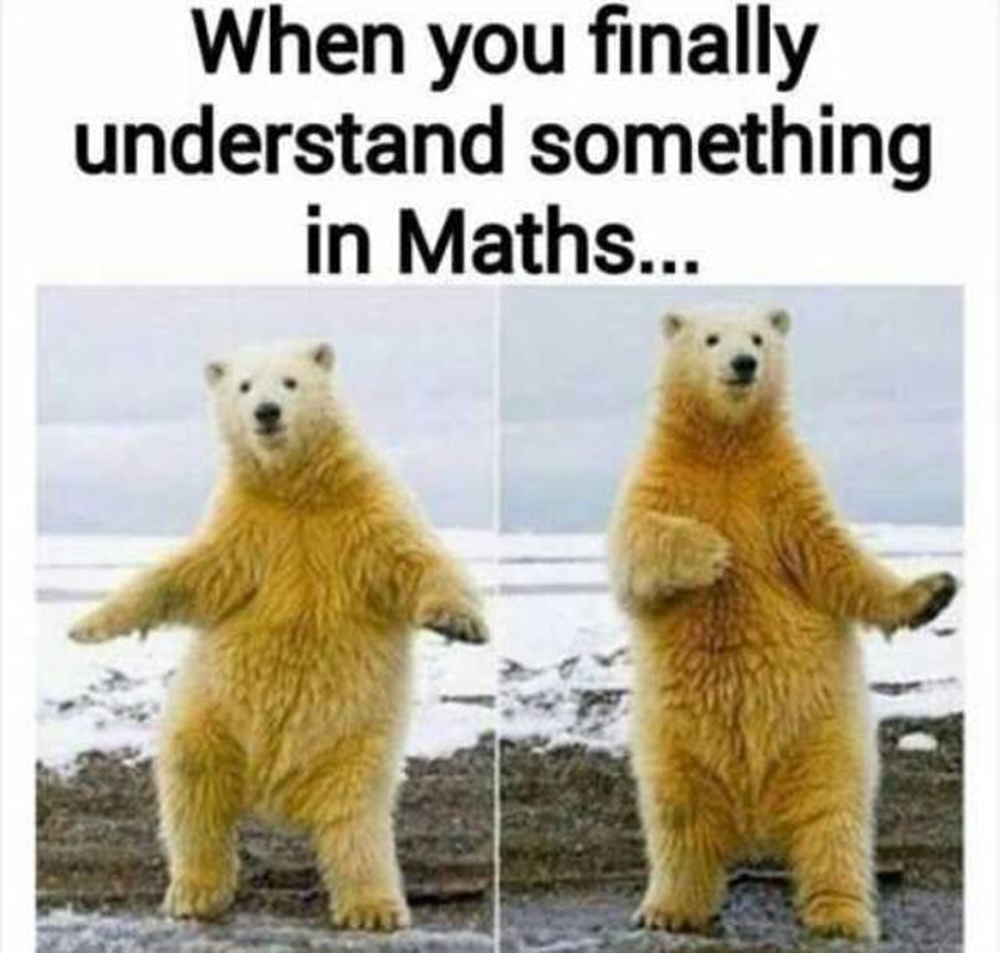 When you finally
understand something
in Maths...